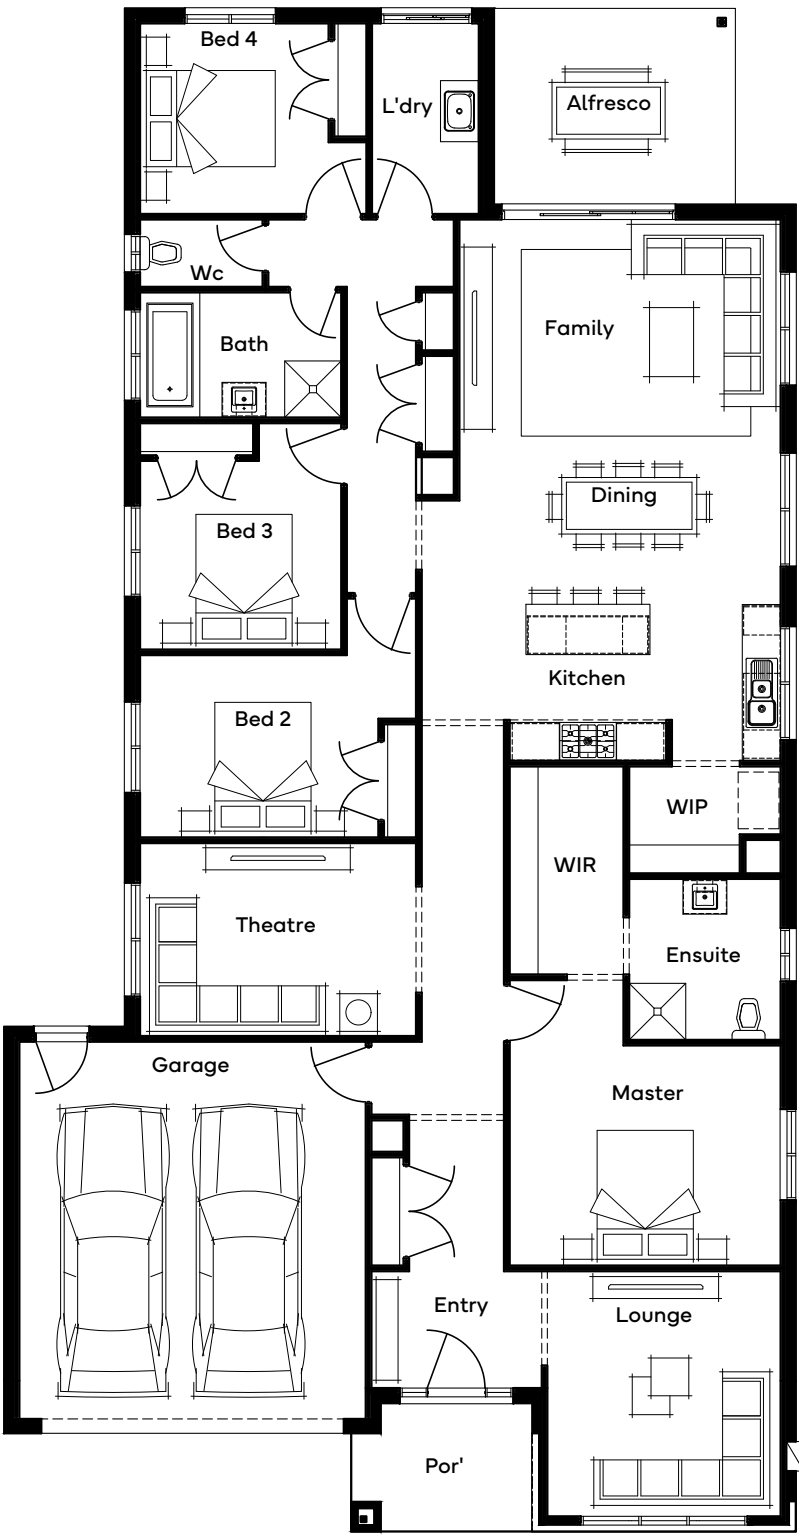 Bed 4
L'dry
Alfresco
Wc
Family
Bath
Dining
Bed 3
Kitchen
Bed 2
WIP
WIR
Theatre
Ensuite
Garage
Master
Entry
Lounge
Por'